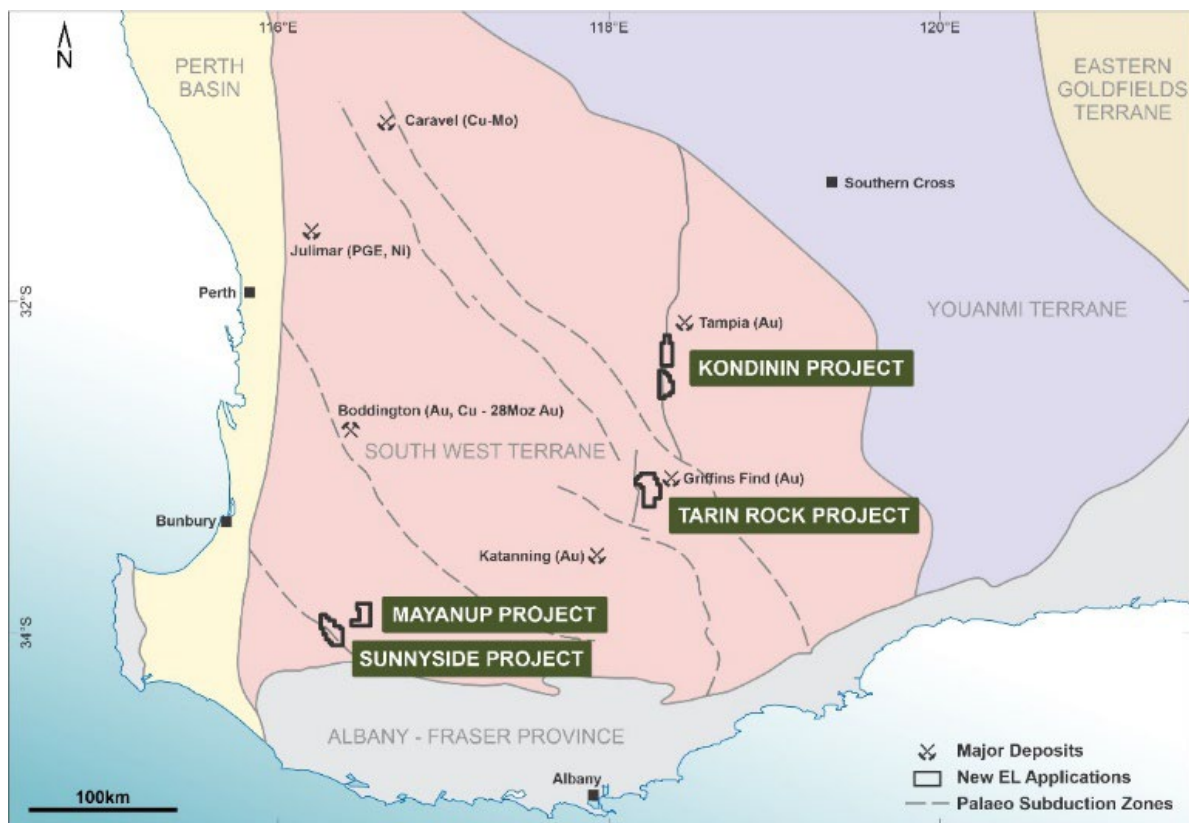 116°E
118°E
120°E
N
PERTH
BASIN
EASTERN
GOLDFIELDS
TERRANE
Caravel (Cu-Mo)
Southern Cross
Julimar (PGE, Ni)
Perth
32°S
YOUANMI TERRANE
Tampia (Au)
KONDININ PROJECT
Boddington (Au, Cu - 28Moz Au)
SOUTH WEST TERRANE
Griffins Find (Au)
TARIN ROCK PROJECT
Bunbury
Katanning (Au)
MAYANUP PROJECT
34°S
SUNNYSIDE PROJECT
ALBANY - FRASER PROVINCE
Albany
100km
Major Deposits
New EL Applications
Palaeo Subduction Zones